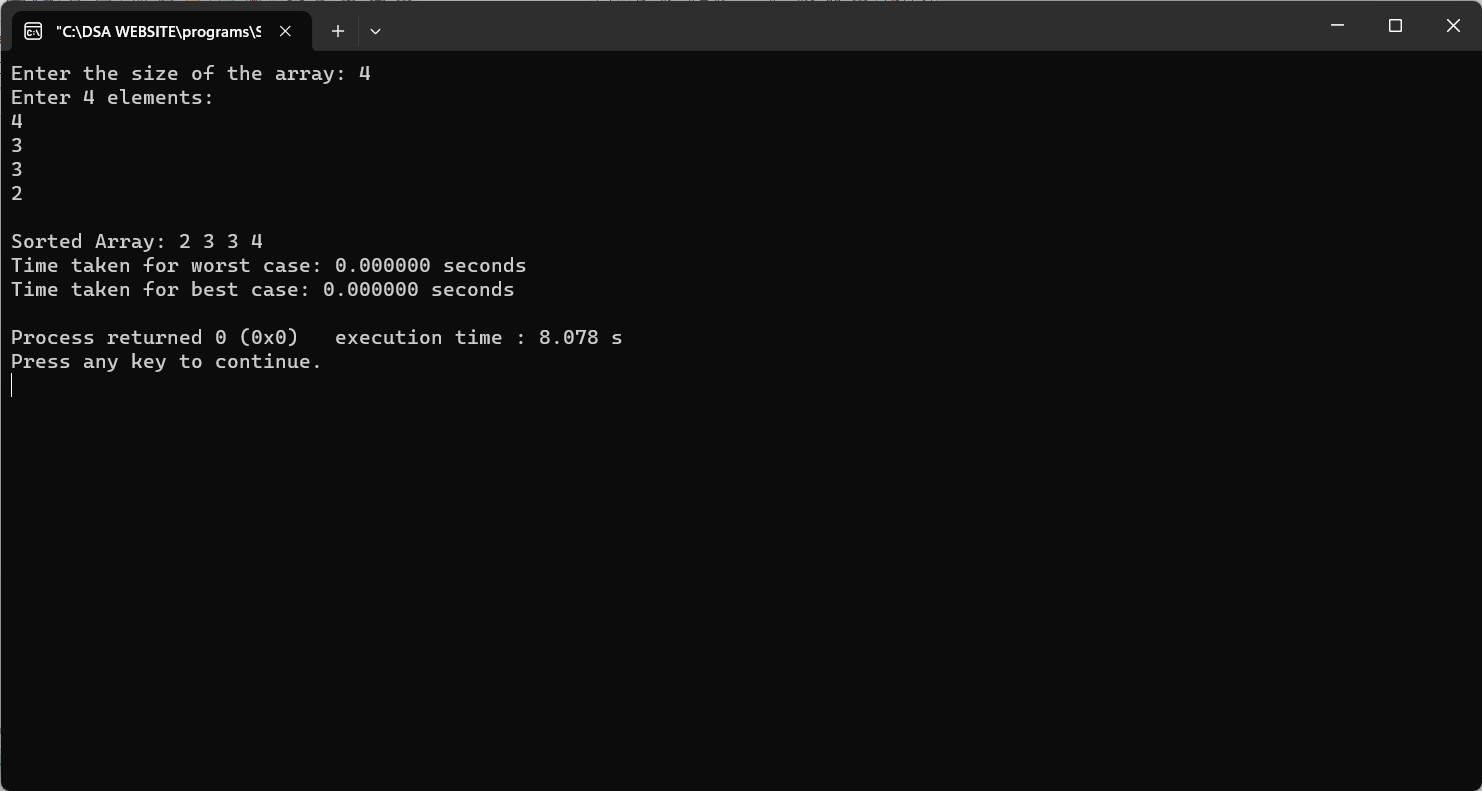 "C:\DSA WEBSITE\programs\S
Enter the size of the array: 4
Enter 4 elements:
4
3
3
2
Sorted Array: 2 3 3 4
Time taken for worst case: 0.000000 seconds
Time taken for best case: 0.000000 seconds
Process returned 0 (0x0)   execution time : 8.078 s
Press any key to continue.